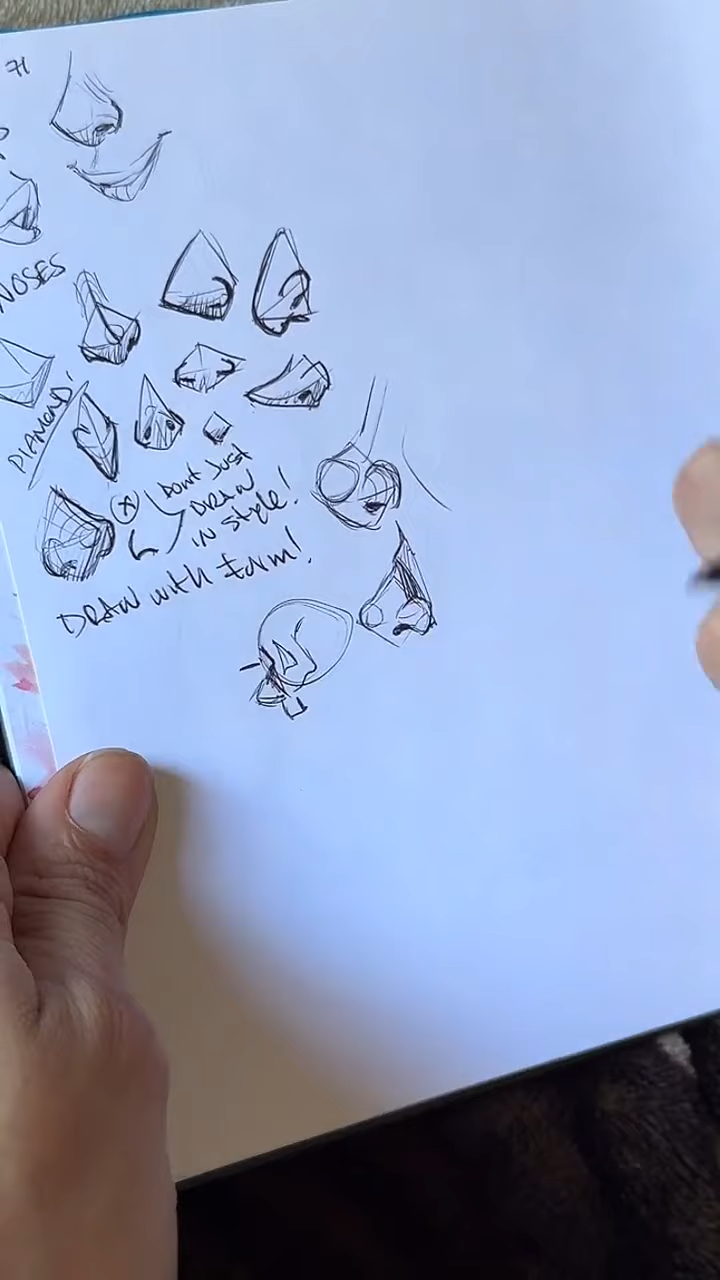 71
NOSES
DIAMOND'
X
Dont Just
DRAW
IN Style!
DRAW with Form!